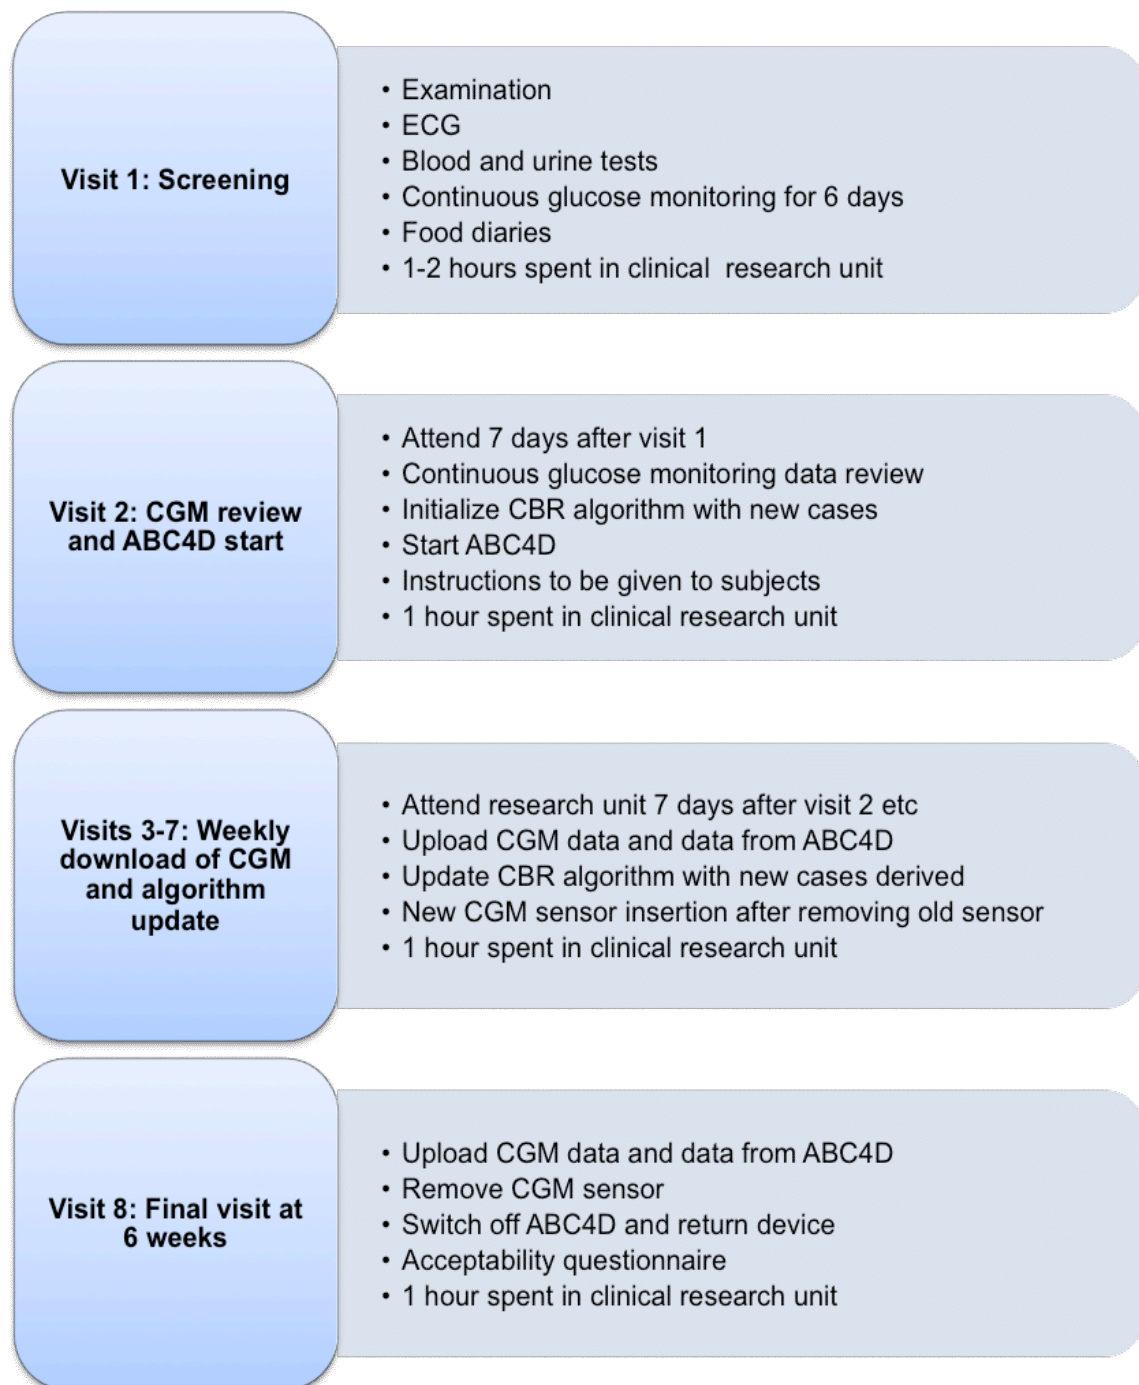 Visit 1: Screening
• Examination
• ECG
• Blood and urine tests
• Continuous glucose monitoring for 6 days
• Food diaries
• 1-2 hours spent in clinical research unit
Visit 2: CGM review
and ABC4D start
• Attend 7 days after visit 1
• Continuous glucose monitoring data review
• Initialize CBR algorithm with new cases
• Start ABC4D
• Instructions to be given to subjects
• 1 hour spent in clinical research unit
Visits 3-7: Weekly
download of CGM
and algorithm
update
• Attend research unit 7 days after visit 2 etc
• Upload CGM data and data from ABC4D
• Update CBR algorithm with new cases derived
• New CGM sensor insertion after removing old sensor
• 1 hour spent in clinical research unit
Visit 8: Final visit at
6 weeks
• Upload CGM data and data from ABC4D
• Remove CGM sensor
• Switch off ABC4D and return device
• Acceptability questionnaire
• 1 hour spent in clinical research unit